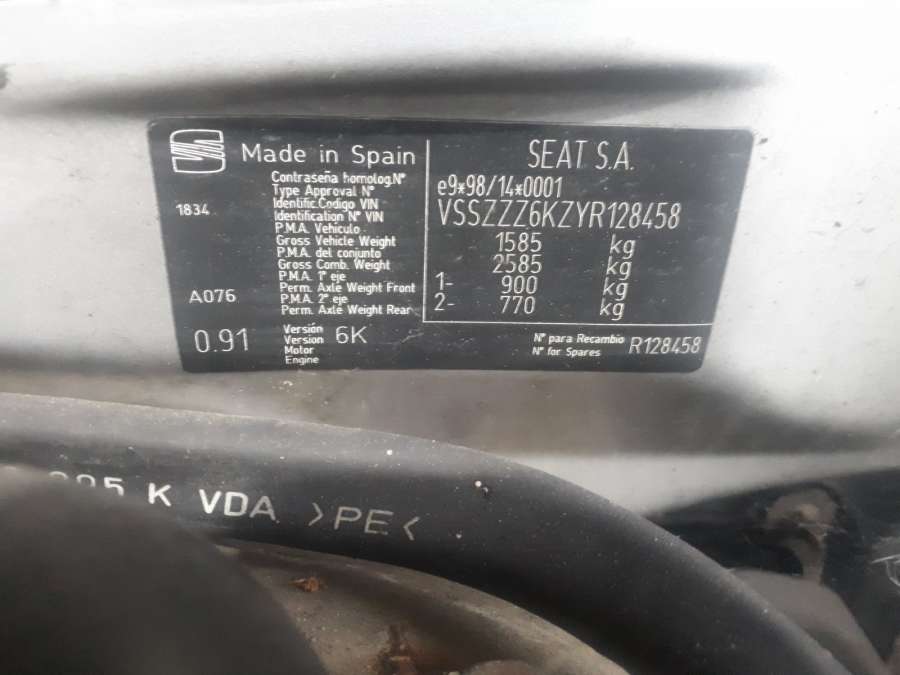 Made in Spain
SEAT S.A.
Contraseña homolog.Nº
Type Approval Nº
e9*98/14*0001
1834
Identific.Codigo VIN
Identification Nº VIN
VSSZZZ6KZYR128458
P.M.A. Vehiculo
Gross Vehicle Weight
1585 kg
P.M.A. del conjunto
Gross Comb. Weight
2585 kg
P.M.A. 1º eje
Perm. Axle Weight Front
1- 900 kg
A076
P.M.A. 2º eje
Perm. Axle Weight Rear
2- 770 kg
0.91
Versión
Version
6K
Motor
Engine
Nº para Recambio
Nº for Spares
R128458
K VDA >PE<